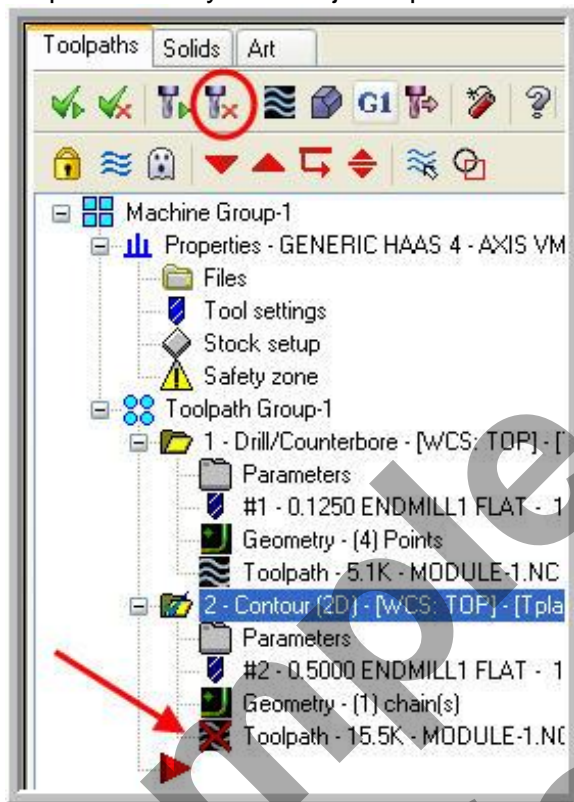 Toolpaths Solids Art
G1
Machine Group-1
Properties - GENERIC HAAS 4 - AXIS VM
Files
Tool settings
Stock setup
Safety zone
Toolpath Group-1
1 - Drill/Counterbore - [WCS: TOP] - [
Parameters
#1 - 0.1250 ENDMILL1 FLAT - 1
Geometry - (4) Points
Toolpath - 5.1K - MODULE-1.NC
2 - Contour (2D) - [WCS: TOP] - [Tpla
Parameters
#2 - 0.5000 ENDMILL1 FLAT - 1
Geometry - (1) chain(s)
Toolpath - 15.5K - MODULE-1.NC